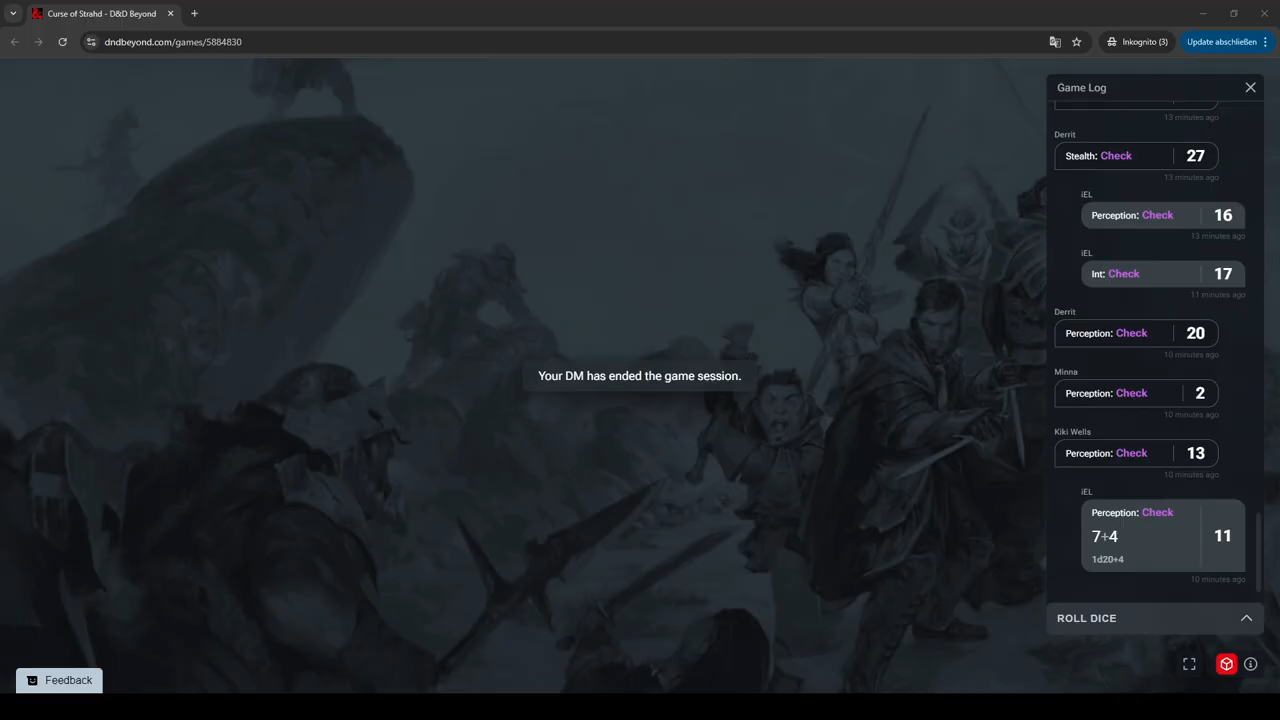 Curse of Strahd - D&D Beyond
dndbeyond.com/games/5884830
Inkognito (3)
Update abschließen
Game Log
13 minutes ago
Derrit
Stealth: Check 27
13 minutes ago
iEL
Perception: Check 16
13 minutes ago
iEL
Int: Check 17
11 minutes ago
Derrit
Perception: Check 20
10 minutes ago
Minna
Perception: Check 2
10 minutes ago
Kiki Wells
Perception: Check 13
10 minutes ago
iEL
Perception: Check
7+4 11
1d20+4
10 minutes ago
ROLL DICE
Your DM has ended the game session.
Feedback